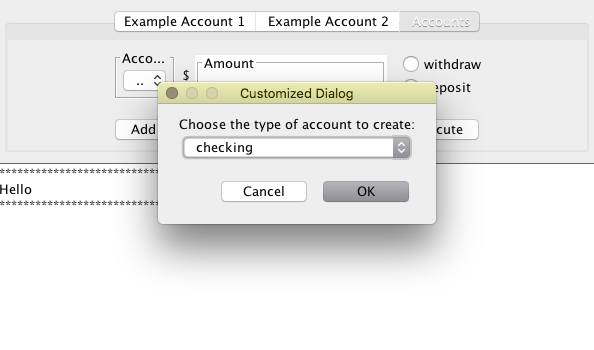 Example Account 1 Example Account 2 Accounts
Acco... Amount
.. $ withdraw
eposit
Customized Dialog
Choose the type of account to create:
checking
Cancel OK
Add cute
*******************
Hello
*******************